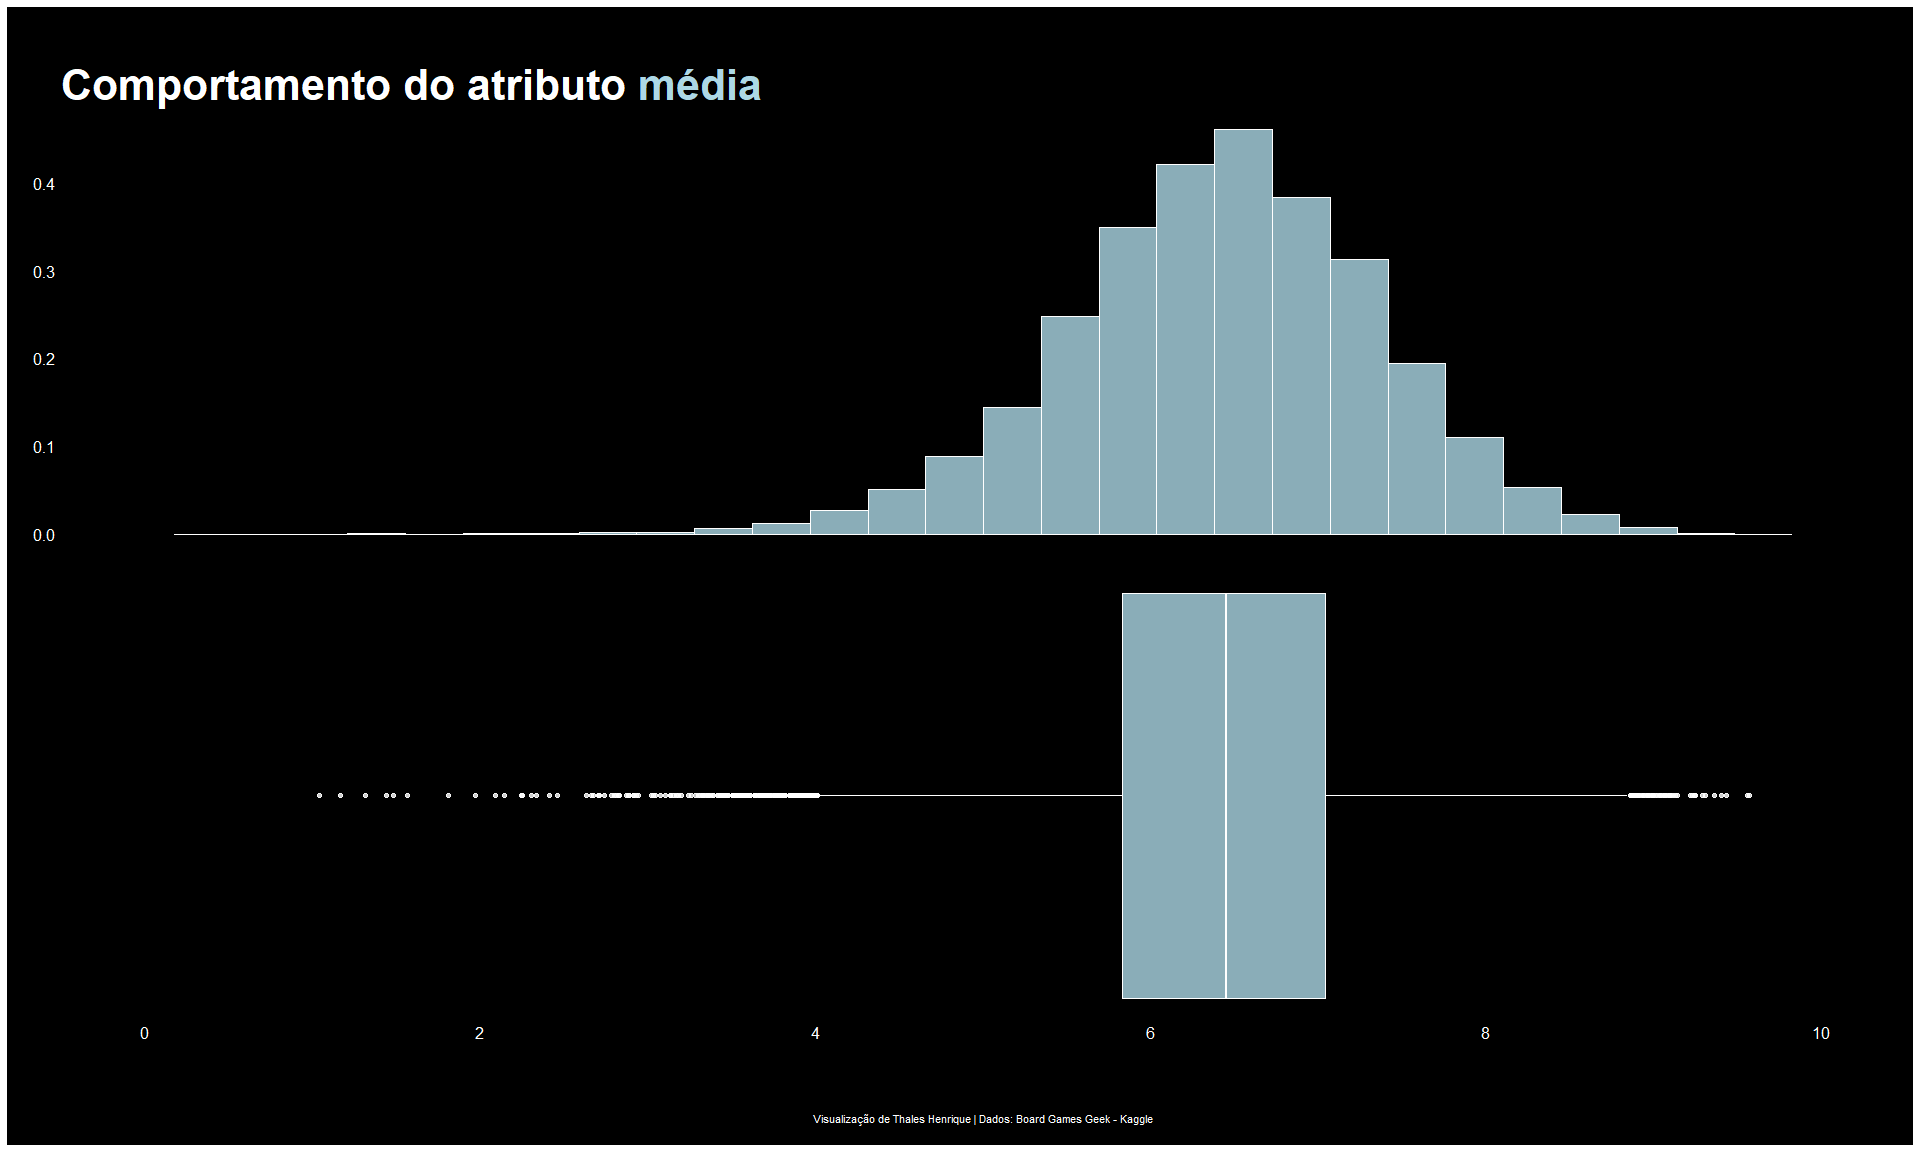 Comportamento do atributo média
0.4
0.3
0.2
0.1
0.0
0 2 4 6 8 10
Visualização de Thales Henrique | Dados: Board Games Geek - Kaggle